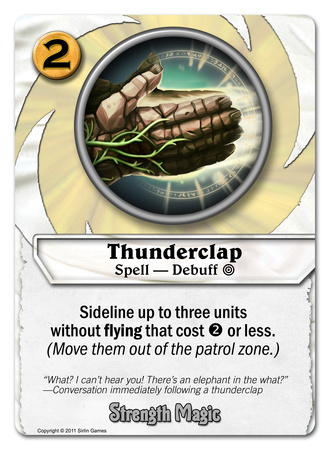 2
Thunderclap
Spell — Debuff ◎
Sideline up to three units
without flying that cost ❷ or less.
(Move them out of the patrol zone.)
“What? I can’t hear you! There’s an elephant in the what?”
—Conversation immediately following a thunderclap
Strength Magic
Copyright © 2011 Sirlin Games